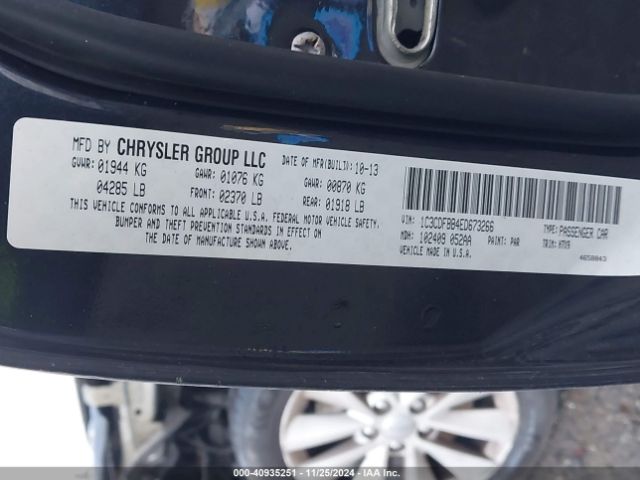 MFD BY CHRYSLER GROUP LLC DATE OF MFR(BUILT): 10-13
GVWR: 01944 KG GAWR: 01076 KG GAWR: 00870 KG
04285 LB FRONT: 02370 LB REAR: 01918 LB
THIS VEHICLE CONFORMS TO ALL APPLICABLE U.S.A. FEDERAL MOTOR VEHICLE SAFETY,
BUMPER AND THEFT PREVENTION STANDARDS IN EFFECT ON
THE DATE OF MANUFACTURE SHOWN ABOVE.
VIN: 1C3CDFBB4ED673266 TYPE: PASSENGER CAR
MDH: 102409 052AA PAINT: PAR TRIM: H7X9
VEHICLE MADE IN U.S.A. 4658843
000-40935251 - 11/25/2024 - IAA Inc.